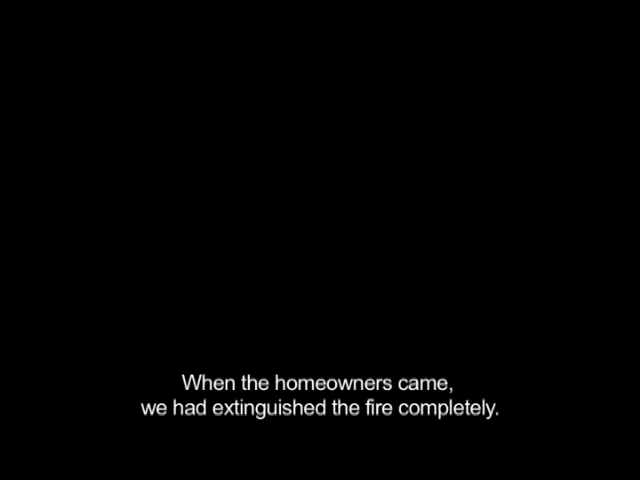 When the homeowners came,
we had extinguished the fire completely.